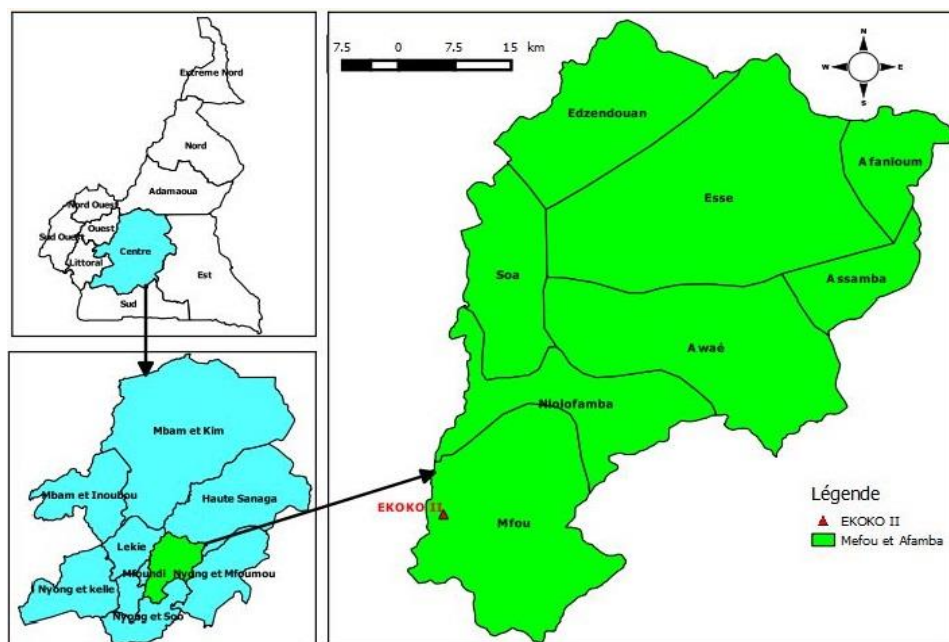 Extreme Nord
Nord
Adamaoua
Nord Ouest
Ouest
Sud Ouest
Centre
Littoral
Est
Sud
Mbam et Kim
Mbam et Inoubou
Haute Sanaga
Lekie
Mfoundi
Nyong et Mfoumou
Nyong et kelle
Nyong et Soo
7.5 0 7.5 15 km
N
W E
S
Edzendouan
Afanloum
Esse
Soa
Assamba
Awaé
Nlolofamba
EKOKO II
Mfou
Légende
EKOKO II
Mefou et Afamba